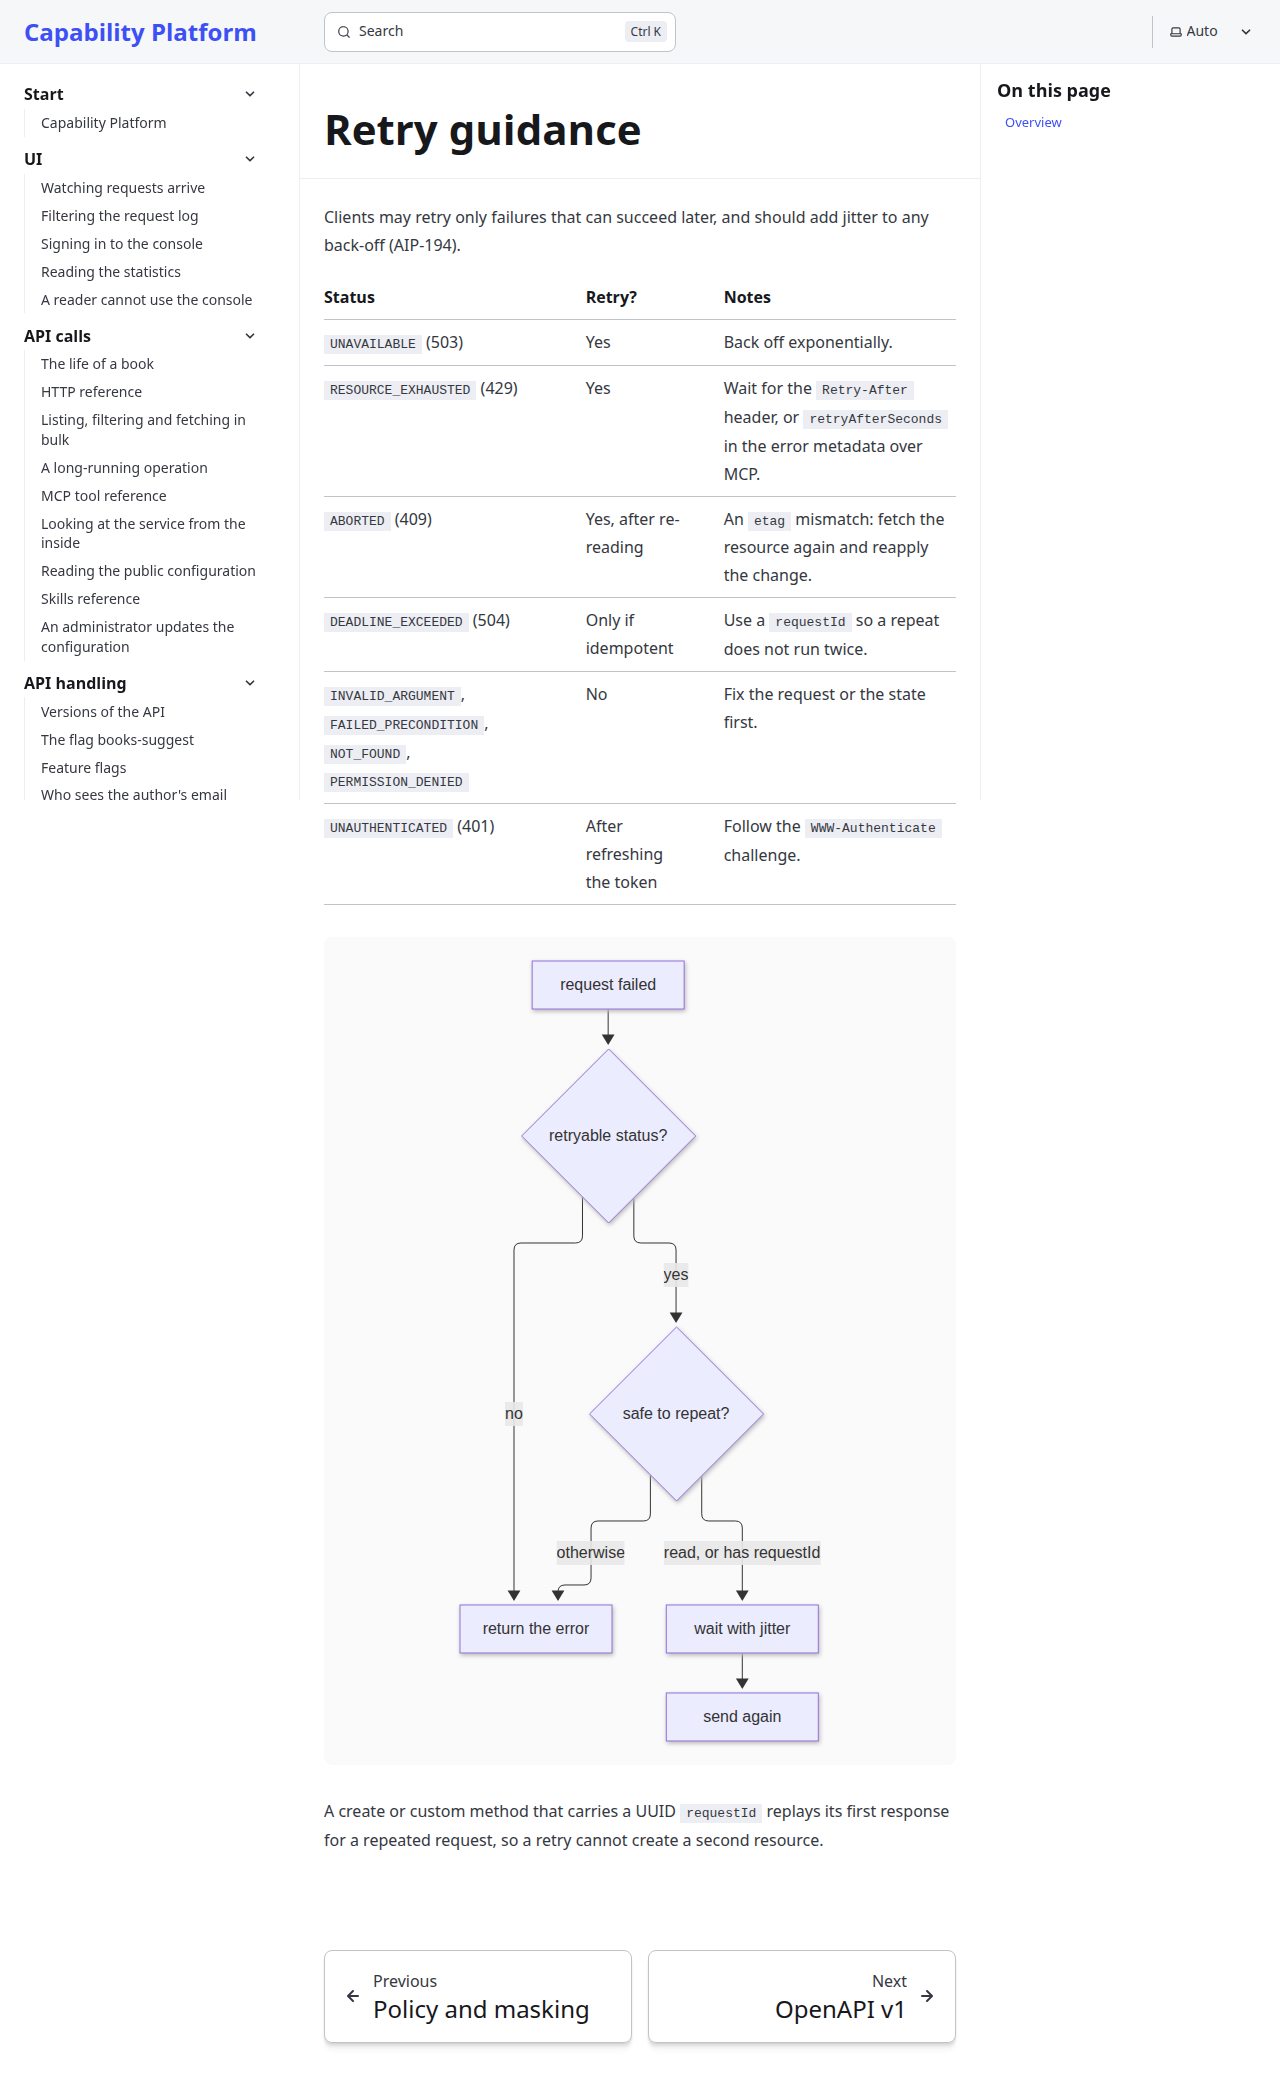 Capability Platform
Search
Ctrl K
Auto
Start
Capability Platform
UI
Watching requests arrive
Filtering the request log
Signing in to the console
Reading the statistics
A reader cannot use the console
API calls
The life of a book
HTTP reference
Listing, filtering and fetching in
bulk
A long-running operation
MCP tool reference
Looking at the service from the
inside
Reading the public configuration
Skills reference
An administrator updates the
configuration
API handling
Versions of the API
The flag books-suggest
Feature flags
Who sees the author's email
Retry guidance
Clients may retry only failures that can succeed later, and should add jitter to any
back-off (AIP-194).
Status Retry? Notes
UNAVAILABLE (503) Yes Back off exponentially.
RESOURCE_EXHAUSTED (429) Yes Wait for the Retry-After
header, or retryAfterSeconds
in the error metadata over
MCP.
ABORTED (409) Yes, after re- An etag mismatch: fetch the
reading resource again and reapply
the change.
DEADLINE_EXCEEDED (504) Only if Use a requestId so a repeat
idempotent does not run twice.
INVALID_ARGUMENT, No Fix the request or the state
FAILED_PRECONDITION, first.
NOT_FOUND,
PERMISSION_DENIED
UNAUTHENTICATED (401) After Follow the WWW-Authenticate
refreshing challenge.
the token
request failed
retryable status?
yes
no
safe to repeat?
otherwise
read, or has requestId
return the error
wait with jitter
send again
A create or custom method that carries a UUID requestId replays its first response
for a repeated request, so a retry cannot create a second resource.
Previous
Policy and masking
Next
OpenAPI v1
On this page
Overview